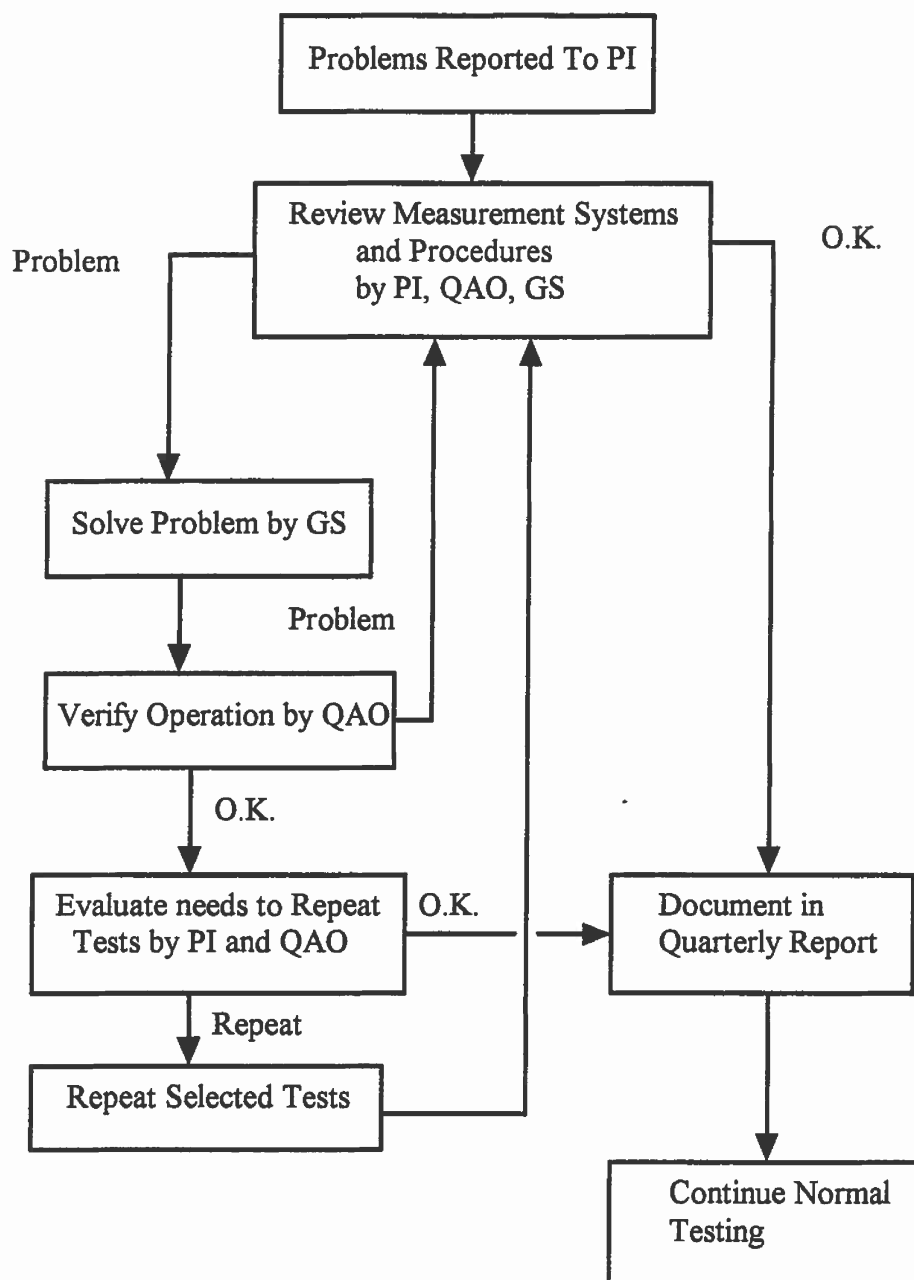 Problems Reported To PI
Review Measurement Systems
and Procedures
by PI, QAO, GS
O.K.
Problem
Solve Problem by GS
Problem
Verify Operation by QAO
O.K.
Evaluate needs to Repeat
Tests by PI and QAO
O.K.
Document in
Quarterly Report
Repeat
Repeat Selected Tests
Continue Normal
Testing